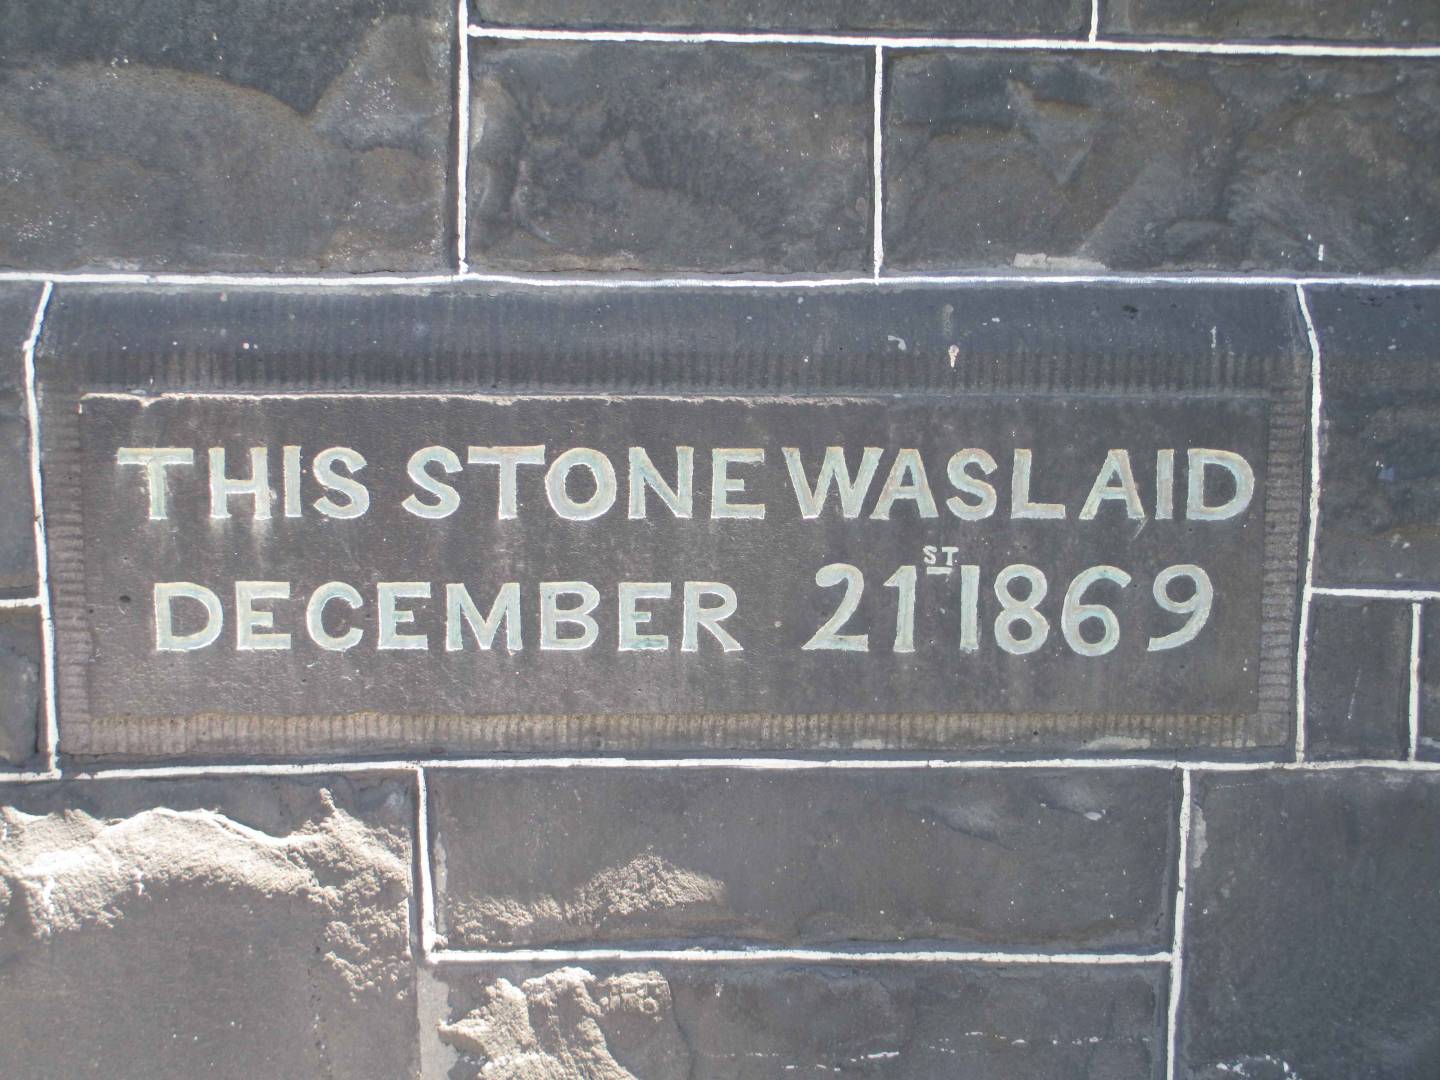 THIS STONE WAS LAID
DECEMBER 21ST 1869